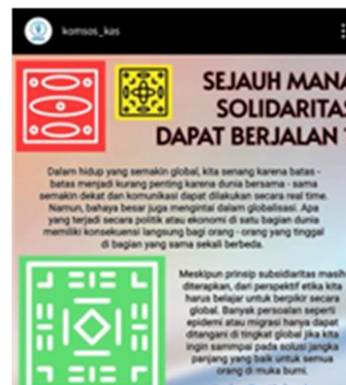 komsos_kas
SEJAUH MANA
SOLIDARITAS
DAPAT BERJALAN ?
Dalam hidup yang semakin global, kita senang karena batas -
batas menjadi kurang penting karena dunia bersama - sama
semakin dekat dan komunikasi dapat dilakukan secara real time.
Namun, bahaya besar juga mengintai dalam globalisasi. Apa
yang terjadi secara politik atau ekonomi di satu bagian dunia
memiliki konsekuensi langsung bagi orang - orang yang tinggal
di bagian yang sama sekali berbeda.
Meskipun prinsip subsidiaritas masih
diterapkan, dari perspektif etika kita
harus belajar untuk berpikir secara
global. Banyak persoalan seperti
epidemi atau migrasi hanya dapat
ditangani di tingkat global jika kita
ingin sammpai pada solusi jangka
panjang yang baik untuk semua
orang di muka bumi.